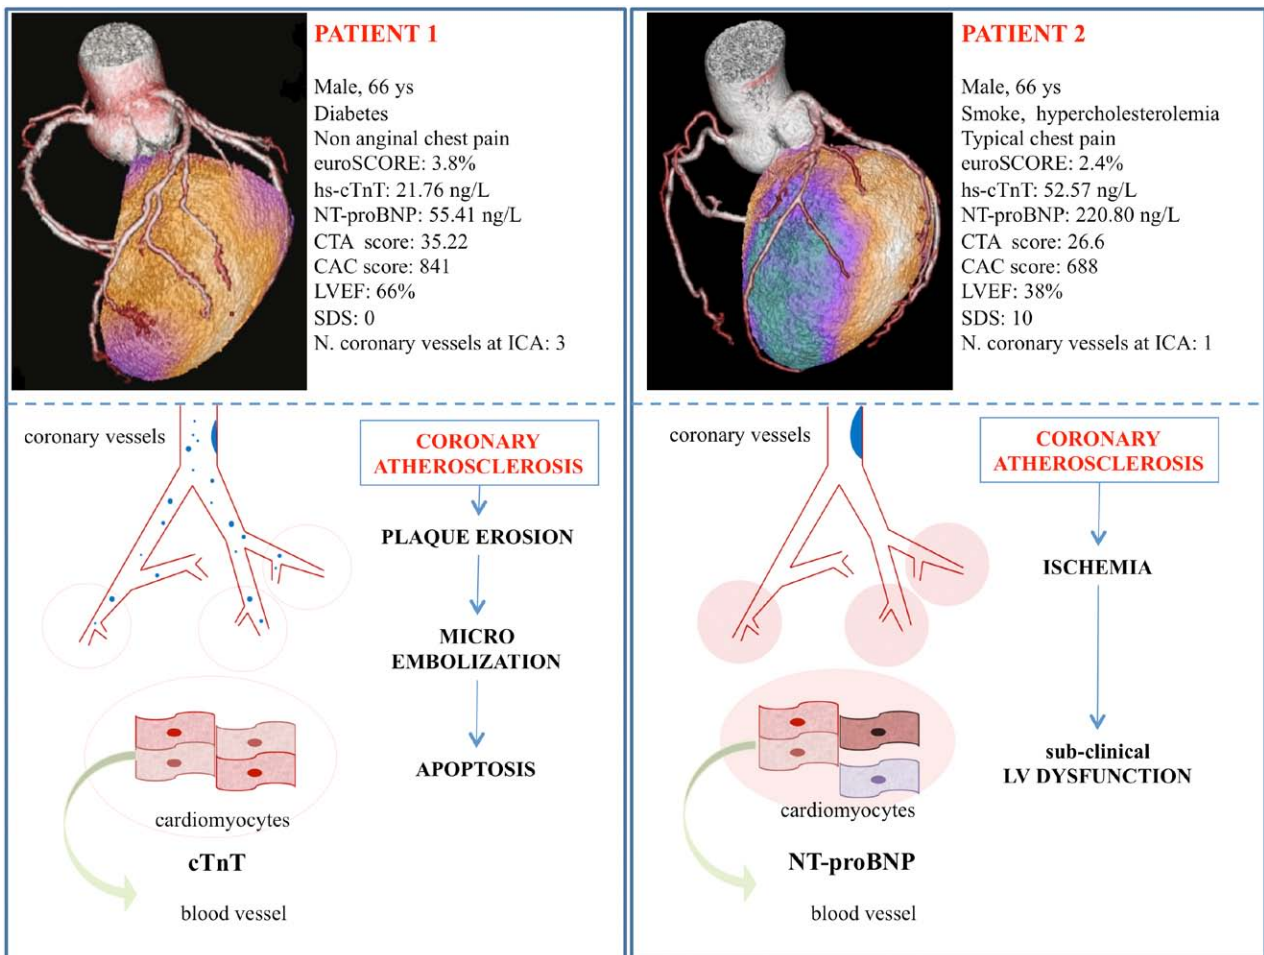 PATIENT 1
Male, 66 ys
Diabetes
Non anginal chest pain
euroSCORE: 3.8%
hs-cTnT: 21.76 ng/L
NT-proBNP: 55.41 ng/L
CTA score: 35.22
CAC score: 841
LVEF: 66%
SDS: 0
N. coronary vessels at ICA: 3
coronary vessels
CORONARY
ATHEROSCLEROSIS
PLAQUE EROSION
MICRO
EMBOLIZATION
APOPTOSIS
cardiomyocytes
cTnT
blood vessel
PATIENT 2
Male, 66 ys
Smoke, hypercholesterolemia
Typical chest pain
euroSCORE: 2.4%
hs-cTnT: 52.57 ng/L
NT-proBNP: 220.80 ng/L
CTA score: 26.6
CAC score: 688
LVEF: 38%
SDS: 10
N. coronary vessels at ICA: 1
coronary vessels
CORONARY
ATHEROSCLEROSIS
ISCHEMIA
sub-clinical
LV DYSFUNCTION
cardiomyocytes
NT-proBNP
blood vessel